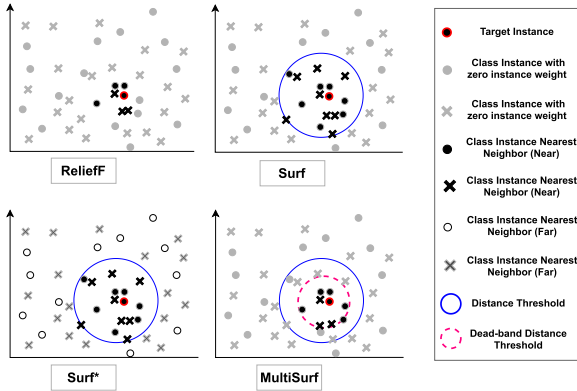 ReliefF
Surf
Surf*
MultiSurf
Target Instance
Class Instance with
zero instance weight
Class Instance with
zero instance weight
Class Instance Nearest
Neighbor (Near)
Class Instance Nearest
Neighbor (Near)
Class Instance Nearest
Neighbor (Far)
Class Instance Nearest
Neighbor (Far)
Distance Threshold
Dead-band Distance
Threshold